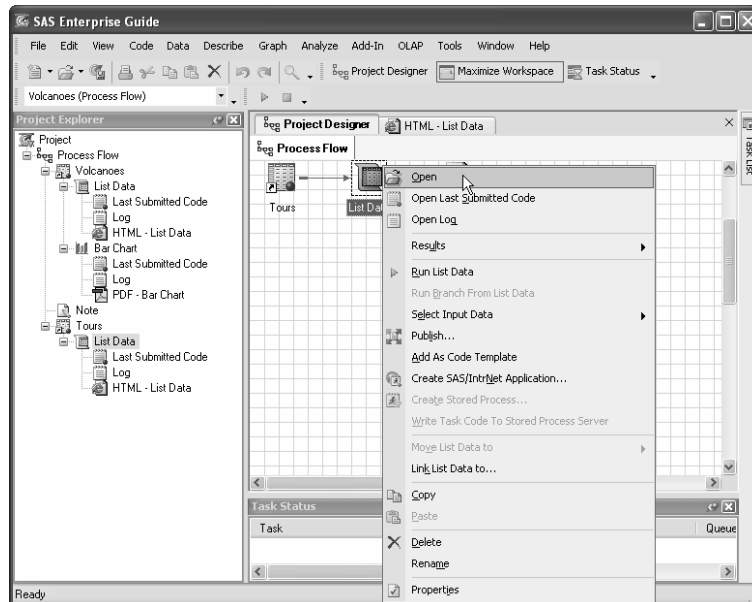 SAS Enterprise Guide
File Edit View Code Data Describe Graph Analyze Add-In OLAP Tools Window Help
Project Designer Maximize Workspace Task Status
Volcanoes (Process Flow)
Project Explorer
Project
Process Flow
Volcanoes
List Data
Last Submitted Code
Log
HTML - List Data
Bar Chart
Last Submitted Code
Log
PDF - Bar Chart
Note
Tours
List Data
Last Submitted Code
Log
HTML - List Data
Project Designer HTML - List Data
Process Flow
Tours
List Da
Open
Open Last Submitted Code
Open Log
Results
Run List Data
Run Branch From List Data
Select Input Data
Publish...
Add As Code Template
Create SAS/IntrNet Application...
Create Stored Process...
Write Task Code To Stored Process Server
Move List Data to
Link List Data to...
Copy
Paste
Delete
Rename
Properties
Task List
Task Status
Task Queue
Ready